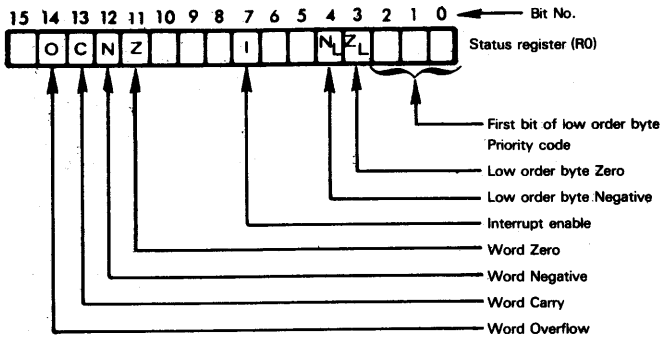 15 14 13 12 11 10 9 8 7 6 5 4 3 2 1 0 Bit No.
O C N Z I NL ZL Status register (R0)
First bit of low order byte
Priority code
Low order byte Zero
Low order byte Negative
Interrupt enable
Word Zero
Word Negative
Word Carry
Word Overflow